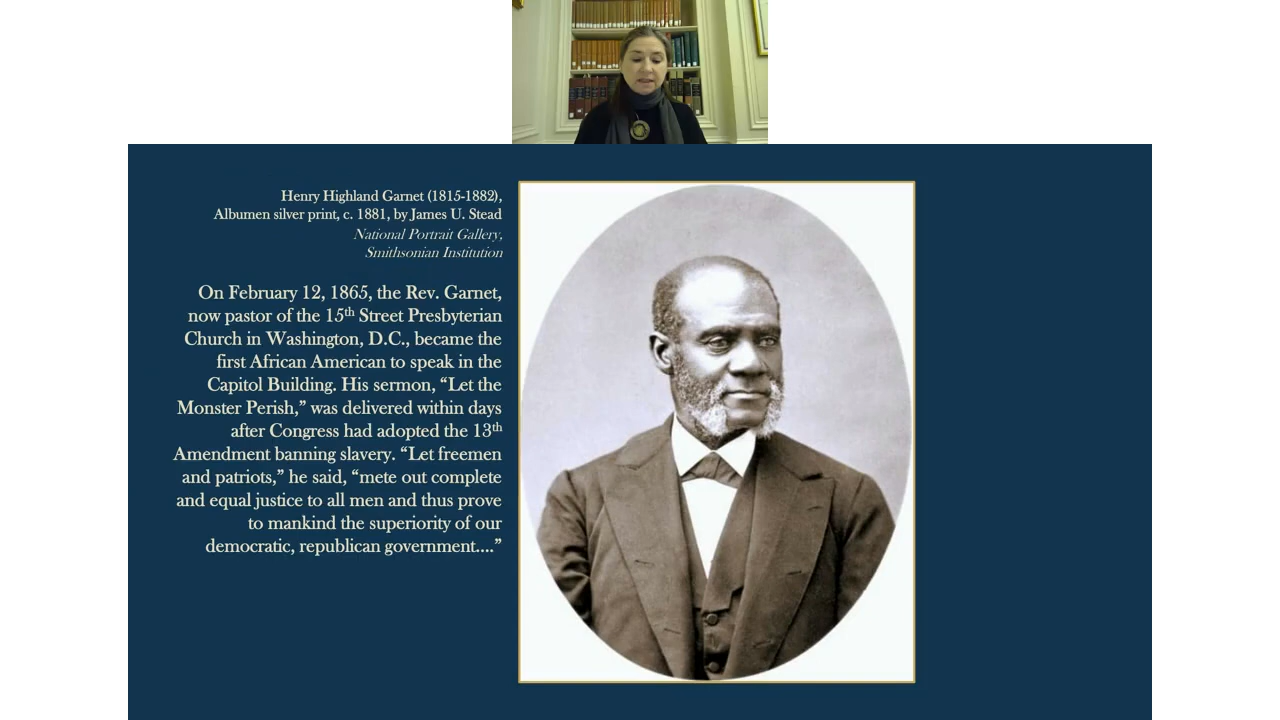 Henry Highland Garnet (1815-1882),
Albumen silver print, c. 1881, by James U. Stead
National Portrait Gallery,
Smithsonian Institution
On February 12, 1865, the Rev. Garnet,
now pastor of the 15th Street Presbyterian
Church in Washington, D.C., became the
first African American to speak in the
Capitol Building. His sermon, “Let the
Monster Perish,” was delivered within days
after Congress had adopted the 13th
Amendment banning slavery. “Let freemen
and patriots,” he said, “mete out complete
and equal justice to all men and thus prove
to mankind the superiority of our
democratic, republican government....”